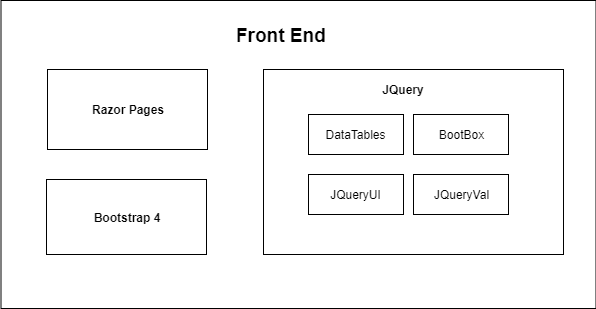 Front End
Razor Pages
Bootstrap 4
JQuery
DataTables
BootBox
JQueryUI
JQueryVal